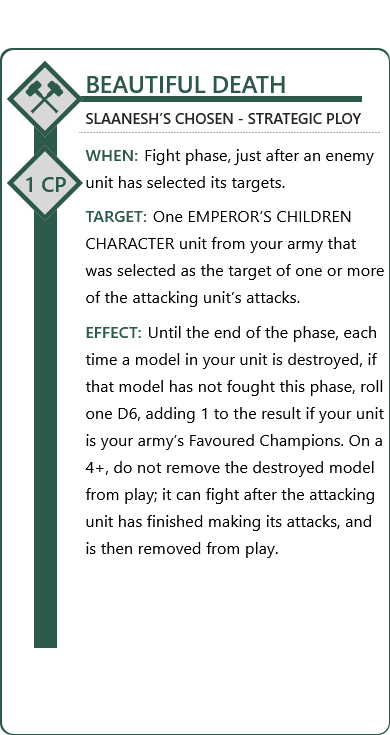 BEAUTIFUL DEATH
SLAANESH’S CHOSEN - STRATEGIC PLOY
1 CP
WHEN: Fight phase, just after an enemy
unit has selected its targets.
TARGET: One EMPEROR’S CHILDREN
CHARACTER unit from your army that
was selected as the target of one or more
of the attacking unit’s attacks.
EFFECT: Until the end of the phase, each
time a model in your unit is destroyed, if
that model has not fought this phase, roll
one D6, adding 1 to the result if your unit
is your army’s Favoured Champions. On a
4+, do not remove the destroyed model
from play; it can fight after the attacking
unit has finished making its attacks, and
is then removed from play.